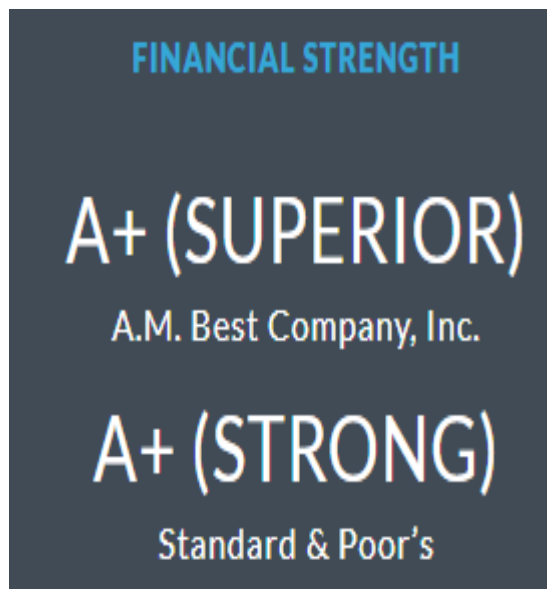 FINANCIAL STRENGTH
A+ (SUPERIOR)
A.M. Best Company, Inc.
A+ (STRONG)
Standard & Poor’s